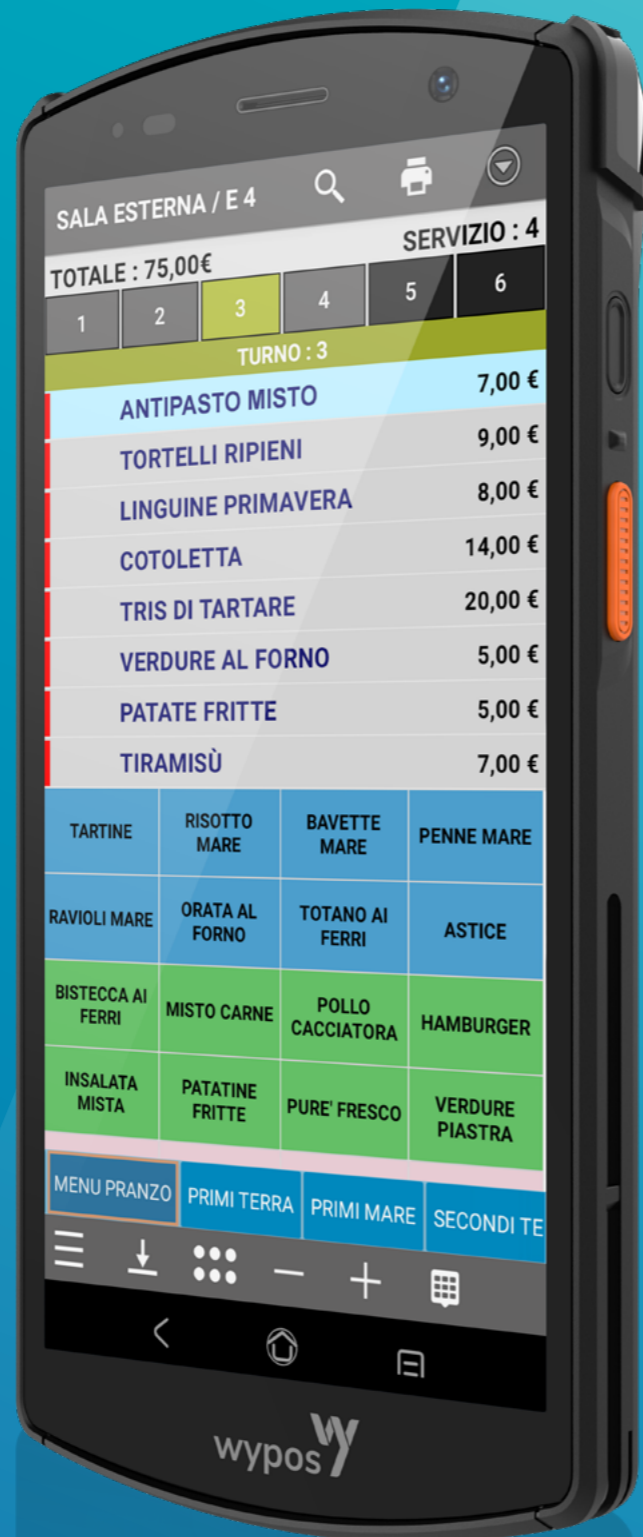 SALA ESTERNA / E 4
TOTALE : 75,00€ SERVIZIO : 4
1 2 3 4 5 6
TURNO : 3
ANTIPASTO MISTO 7,00 €
TORTELLI RIPIENI 9,00 €
LINGUINE PRIMAVERA 8,00 €
COTOLETTA 14,00 €
TRIS DI TARTARE 20,00 €
VERDURE AL FORNO 5,00 €
PATATE FRITTE 5,00 €
TIRAMISÙ 7,00 €
TARTINE
RISOTTO
MARE
BAVETTE
MARE
PENNE MARE
RAVIOLI MARE
ORATA AL
FORNO
TOTANO AI
FERRI
ASTICE
BISTECCA AI
FERRI
MISTO CARNE
POLLO
CACCIATORA
HAMBURGER
INSALATA
MISTA
PATATINE
FRITTE
PURE' FRESCO
VERDURE
PIASTRA
MENU PRANZO PRIMI TERRA PRIMI MARE SECONDI TE
wypos